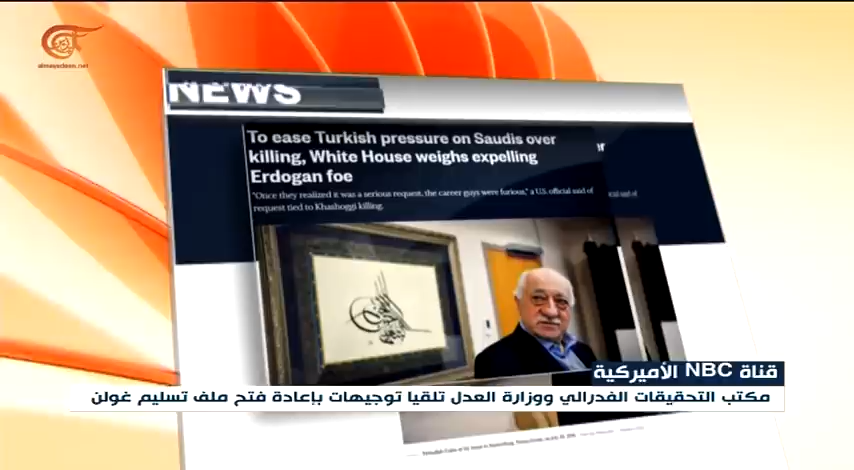 almayadeen.net
NEWS
To ease Turkish pressure on Saudis over
killing, White House weighs expelling
Erdogan foe
"Once they realized it was a serious request, the career guys were furious," a U.S. official said of
request tied to Khashoggi killing.
قناة NBC الأميركية
مكتب التحقيقات الفدرالي ووزارة العدل تلقيا توجيهات بإعادة فتح ملف تسليم غولن